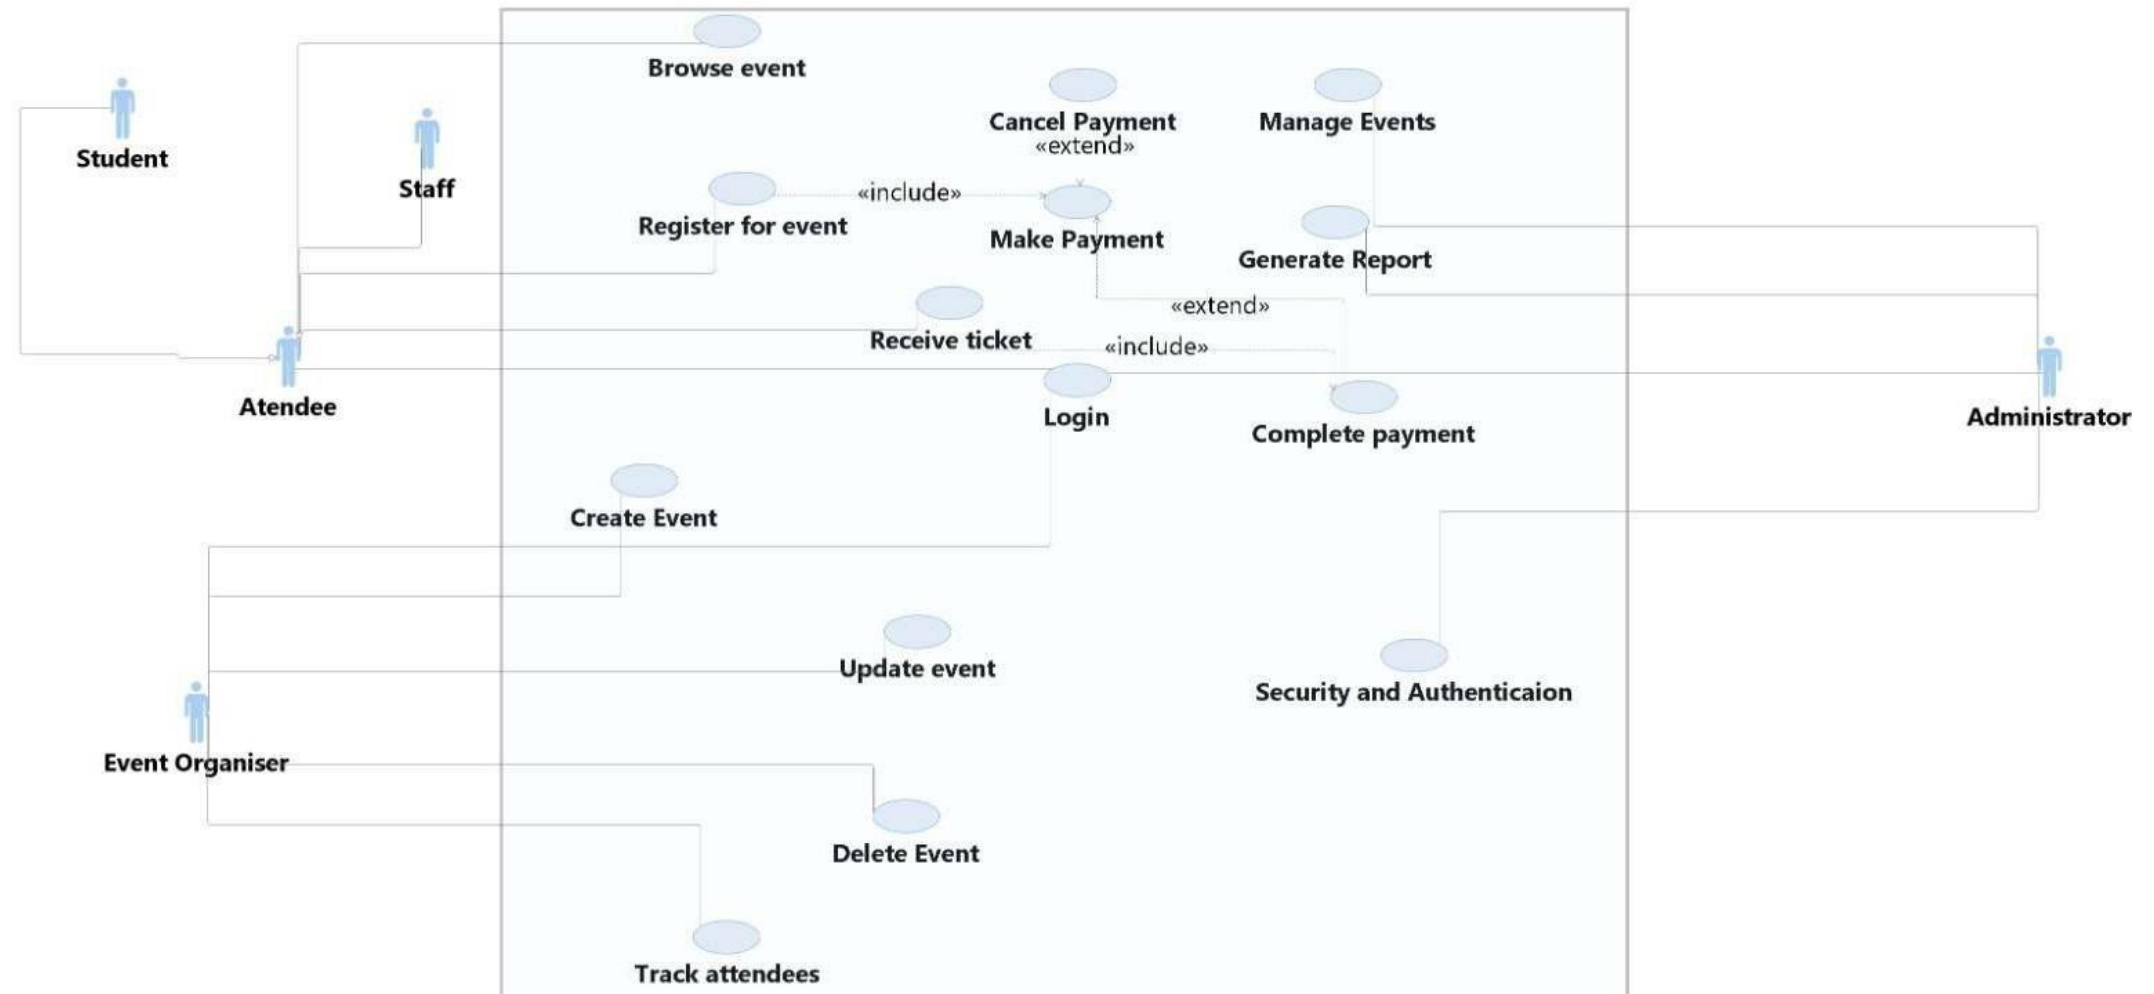 Browse event
Cancel Payment
«extend»
Manage Events
Student
Staff
Register for event
«include»
Make Payment
Generate Report
«extend»
Receive ticket
«include»
Atendee
Login
Complete payment
Administrator
Create Event
Update event
Security and Authenticaion
Event Organiser
Delete Event
Track attendees